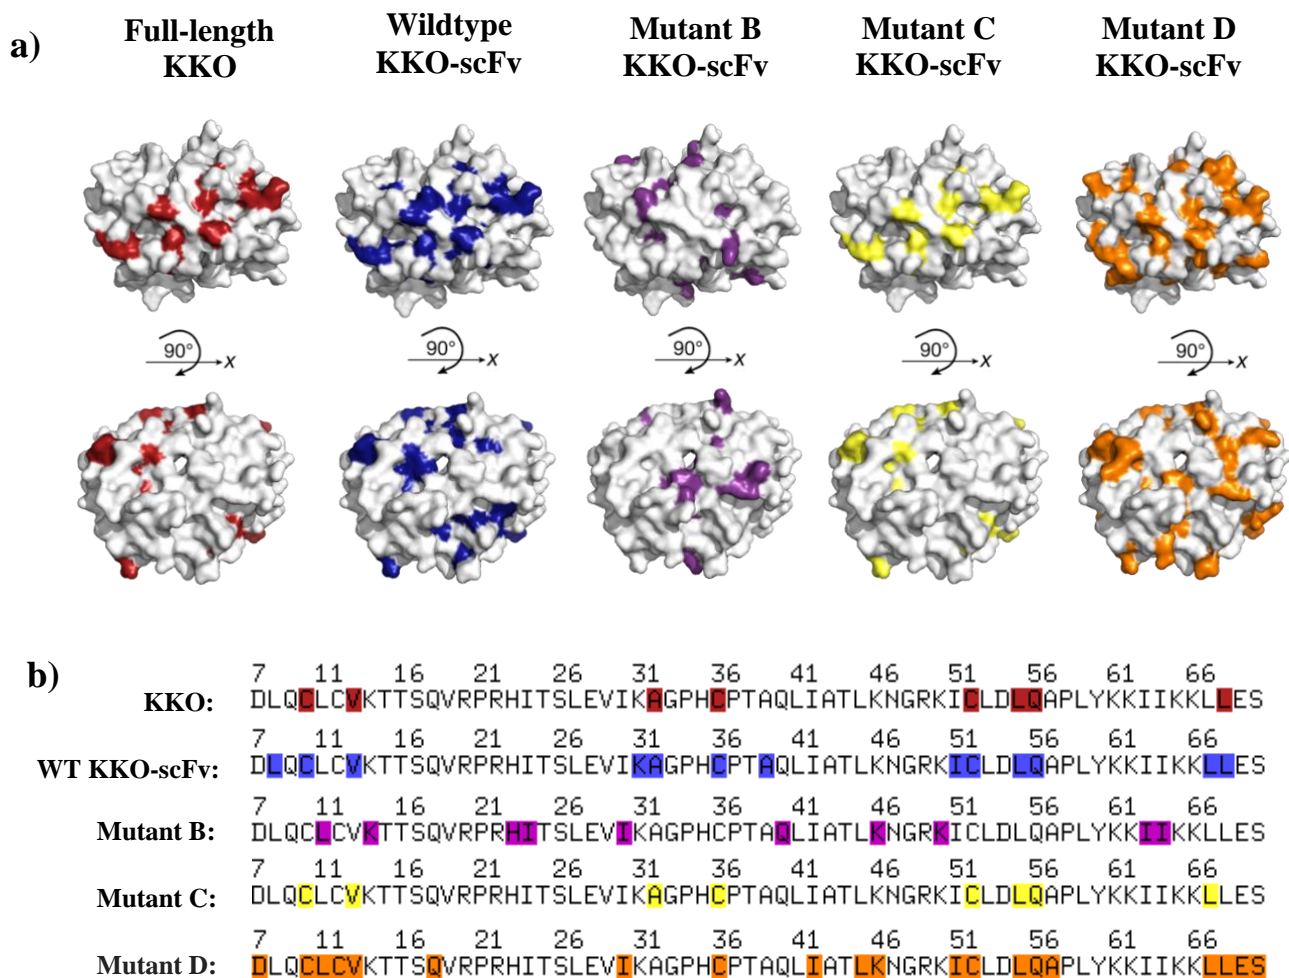 a)
Full-length KKO
Wildtype KKO-scFv
Mutant B KKO-scFv
Mutant C KKO-scFv
Mutant D KKO-scFv
90° x
90° x
90° x
90° x
90° x
b)
7 11 16 21 26 31 36 41 46 51 56 61 66
KKO: DLQCLCVKTTSQVRPRHITSLEVIKAGPHCPTAQLIATLKNGRKICLDLQAPLYKKIIKKLLES
7 11 16 21 26 31 36 41 46 51 56 61 66
WT KKO-scFv: DLQCLCVKTTSQVRPRHITSLEVIKAGPHCPTAQLIATLKNGRKICLDLQAPLYKKIIKKLLES
7 11 16 21 26 31 36 41 46 51 56 61 66
Mutant B: DLQCLCVKTTSQVRPRHITSLEVIKAGPHCPTAQLIATLKNGRKICLDLQAPLYKKIIKKLLES
7 11 16 21 26 31 36 41 46 51 56 61 66
Mutant C: DLQCLCVKTTSQVRPRHITSLEVIKAGPHCPTAQLIATLKNGRKICLDLQAPLYKKIIKKLLES
7 11 16 21 26 31 36 41 46 51 56 61 66
Mutant D: DLQCLCVKTTSQVRPRHITSLEVIKAGPHCPTAQLIATLKNGRKICLDLQAPLYKKIIKKLLES